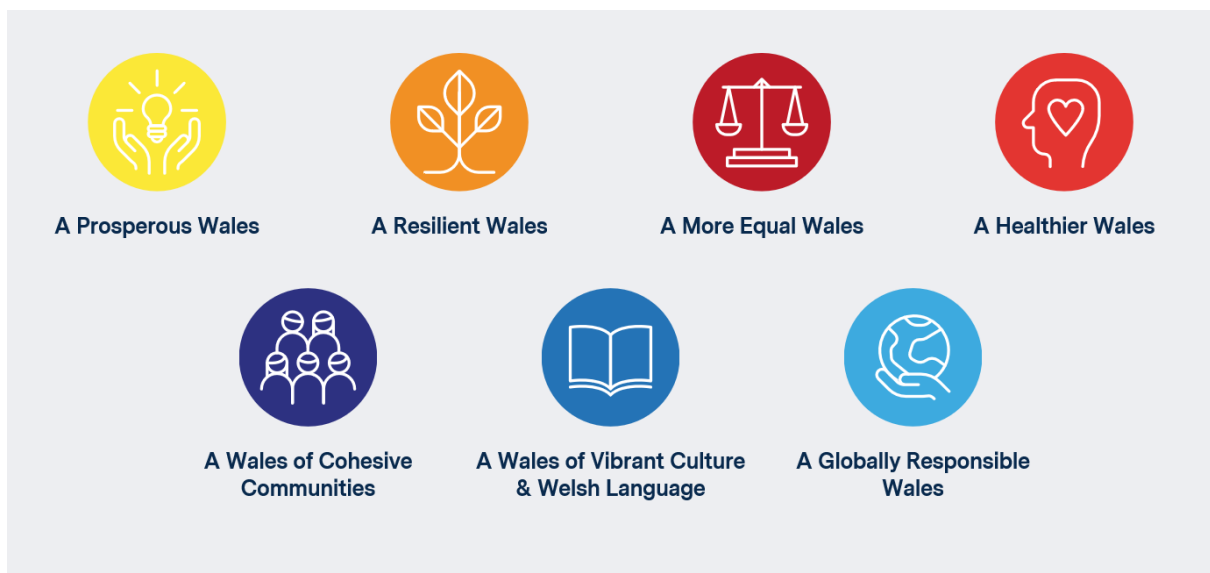 A Prosperous Wales
A Resilient Wales
A More Equal Wales
A Healthier Wales
A Wales of Cohesive
Communities
A Wales of Vibrant Culture
& Welsh Language
A Globally Responsible
Wales